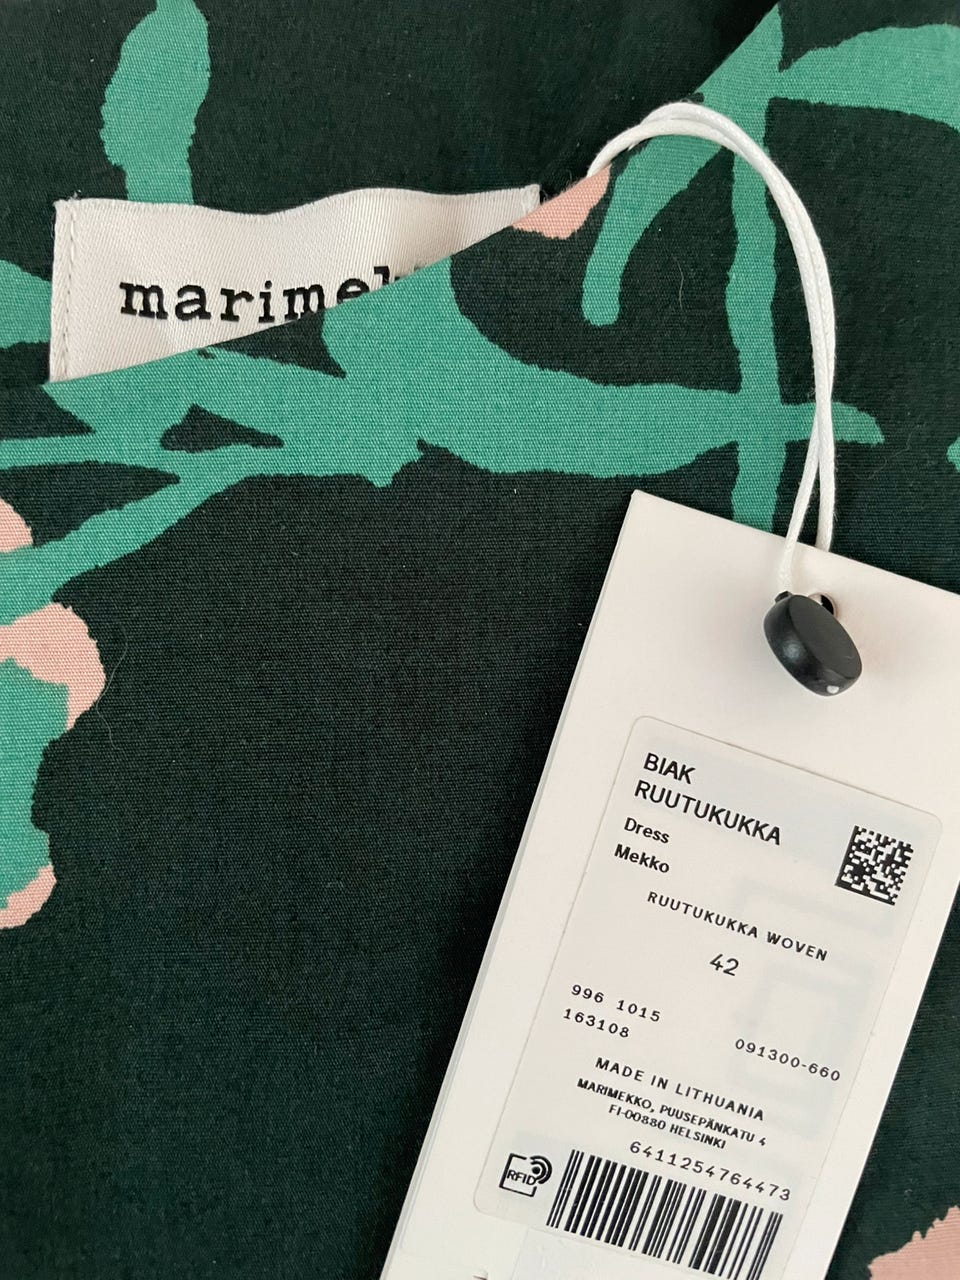 marimek
BIAK
RUUTUKUKKA
Dress
Mekko
RUUTUKUKKA WOVEN
42
996 1015
163108
091300-660
MADE IN LITHUANIA
MARIMEKKO, PUUSEPÄNKATU 4
FI-00880 HELSINKI
6411254764473
RFID